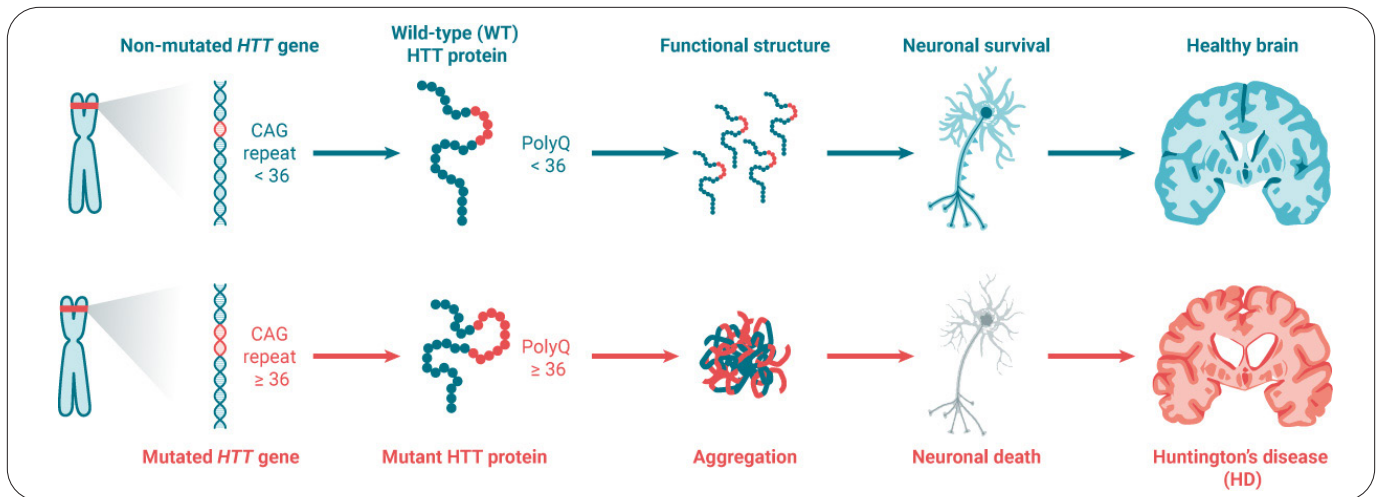 Non-mutated HTT gene
Wild-type (WT)
HTT protein
Functional structure
Neuronal survival
Healthy brain
CAG
repeat
< 36
PolyQ
< 36
CAG
repeat
≥ 36
PolyQ
≥ 36
Mutated HTT gene
Mutant HTT protein
Aggregation
Neuronal death
Huntington's disease
(HD)